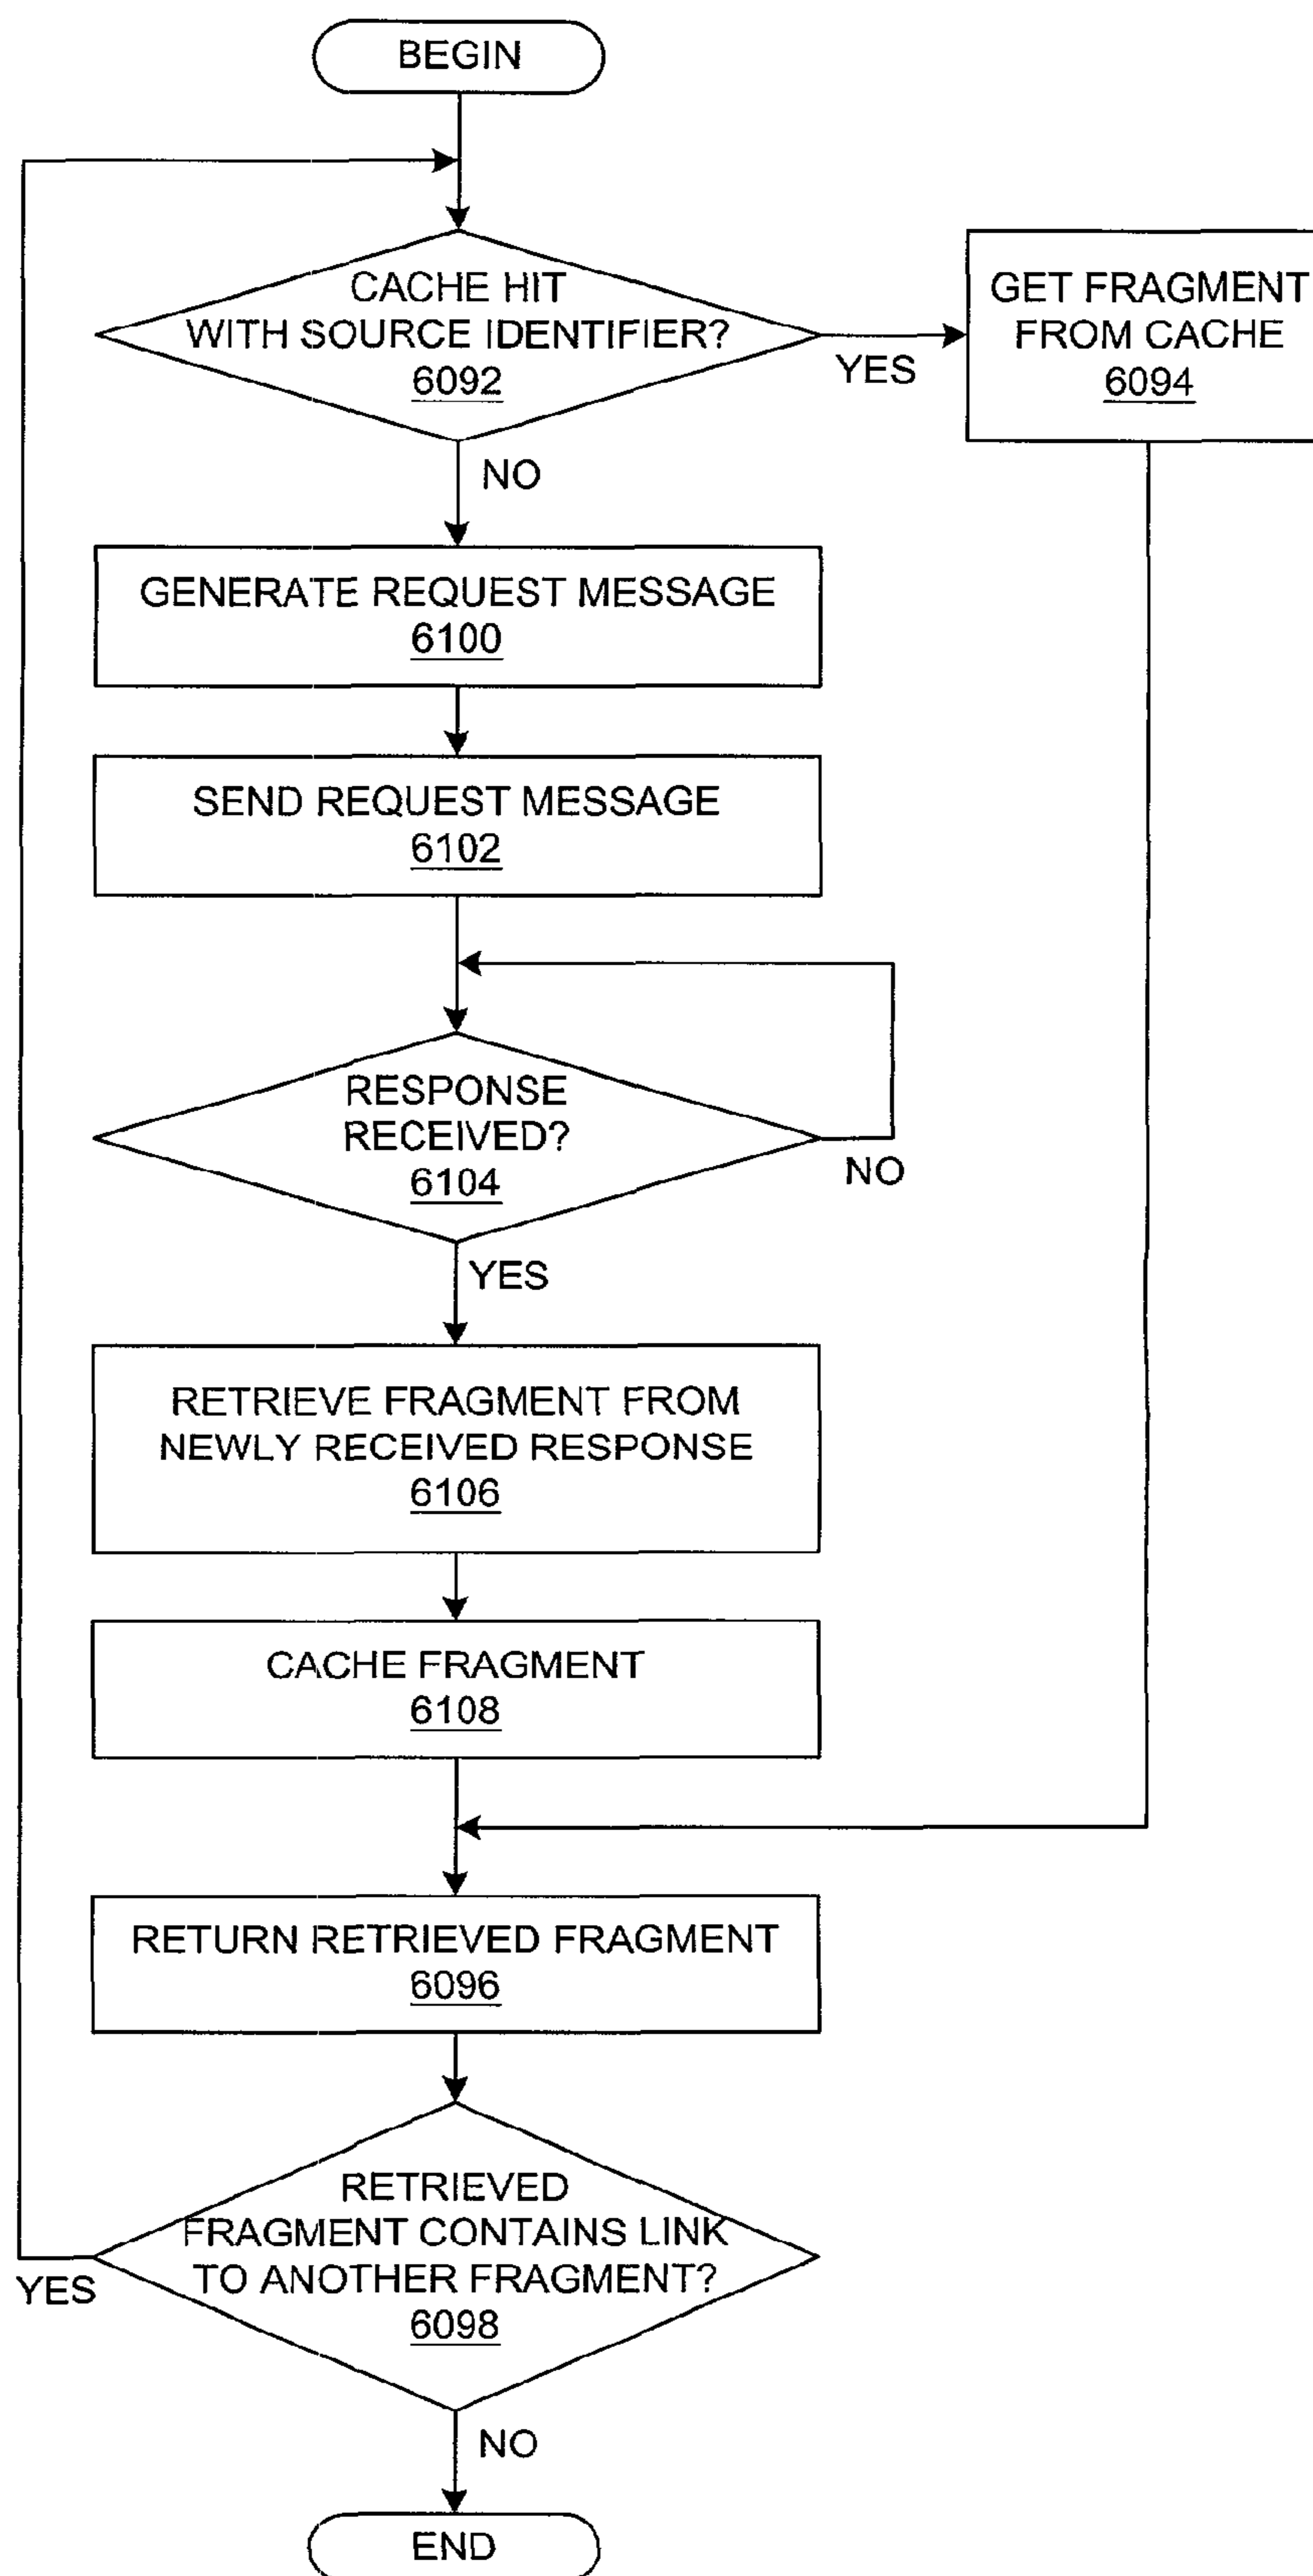 BEGIN
CACHE HIT
WITH SOURCE IDENTIFIER?
6092
YES
GET FRAGMENT
FROM CACHE
6094
NO
GENERATE REQUEST MESSAGE
6100
SEND REQUEST MESSAGE
6102
RESPONSE
RECEIVED?
6104
NO
YES
RETRIEVE FRAGMENT FROM
NEWLY RECEIVED RESPONSE
6106
CACHE FRAGMENT
6108
RETURN RETRIEVED FRAGMENT
6096
RETRIEVED
FRAGMENT CONTAINS LINK
TO ANOTHER FRAGMENT?
6098
YES
NO
END